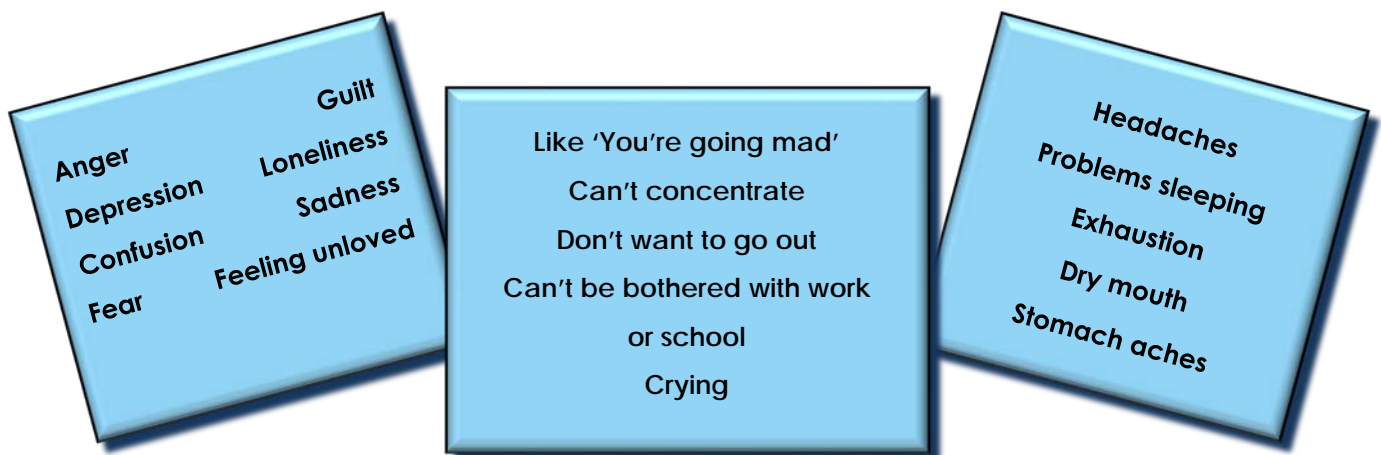 Guilt
Anger
Loneliness
Depression
Sadness
Confusion
Feeling unloved
Fear
Like ‘You're going mad’
Can't concentrate
Don't want to go out
Can’t be bothered with work
or school
Crying
Headaches
Problems sleeping
Exhaustion
Dry mouth
Stomach aches